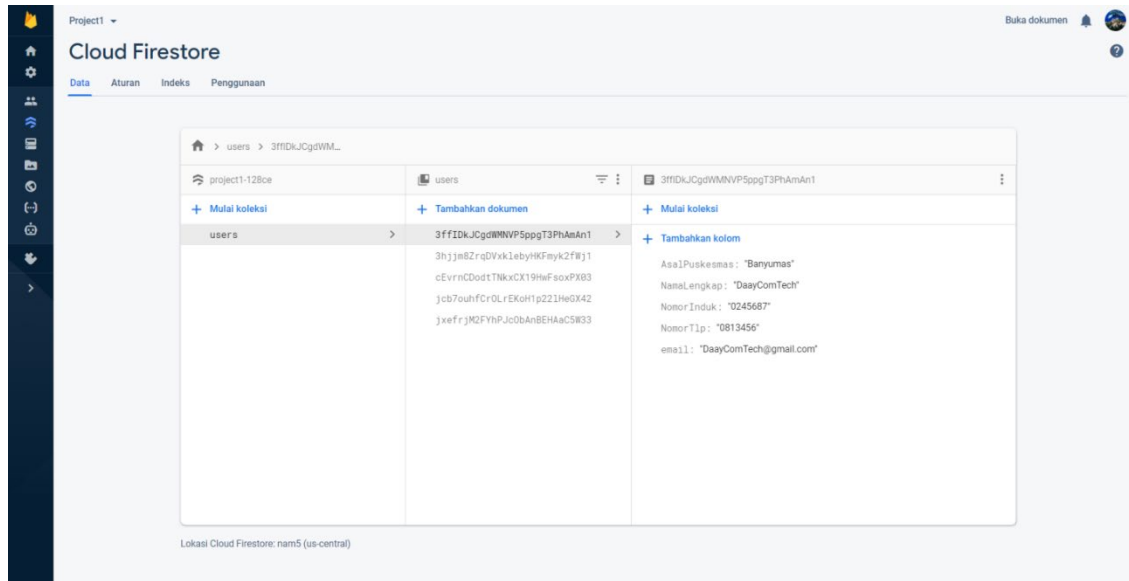 Project1
Buka dokumen
Cloud Firestore
Data Aturan Indeks Penggunaan
> users > 3ffIDkJCgdWM...
project1-128ce
users
3ffIDkJCgdWMNVP5ppgT3PhAmAn1
+ Mulai koleksi
+ Tambahkan dokumen
+ Mulai koleksi
users
3ffIDkJCgdWMNVP5ppgT3PhAmAn1
3hjjm8ZrqDVxklebyHKFmyk2fWj1
cEvrnCDodtTNkxCX19HwFsoxPX03
jcb7ouhfCrOLrEKoH1p221HeGX42
jxefrjM2FYhPJcObAnBEHAaC5W33
+ Tambahkan kolom
AsalPuskesmas: "Banyumas"
NamaLengkap: "DaayComTech"
NomorInduk: "0245687"
NomorTlp: "0813456"
email: "DaayComTech@gmail.com"
Lokasi Cloud Firestore: nam5 (us-central)